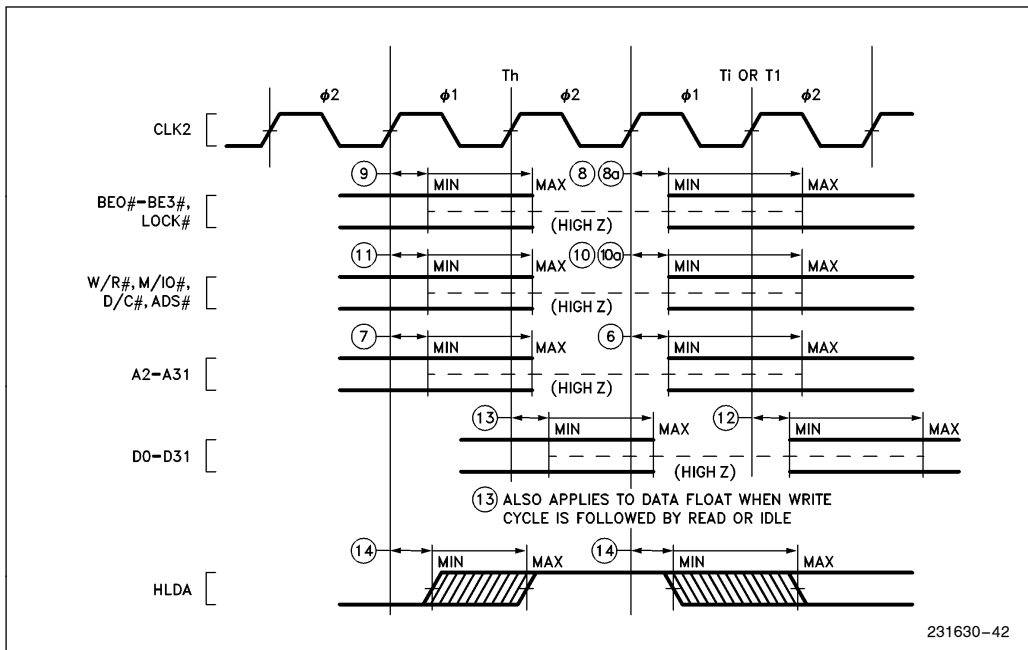 Th Ti OR T1
ϕ2 ϕ1 ϕ2 ϕ1 ϕ2
CLK2
9 8 8a
MIN MAX MIN MAX
BE0#–BE3#,
LOCK#
(HIGH Z)
11 10 10a
MIN MAX MIN MAX
W/R#, M/IO#,
D/C#, ADS#
(HIGH Z)
7 6
MIN MAX MIN MAX
A2–A31
(HIGH Z)
13 12
MIN MAX MIN MAX
D0–D31
(HIGH Z)
13 ALSO APPLIES TO DATA FLOAT WHEN WRITE
CYCLE IS FOLLOWED BY READ OR IDLE
14 14
MIN MAX MIN MAX
HLDA
231630–42